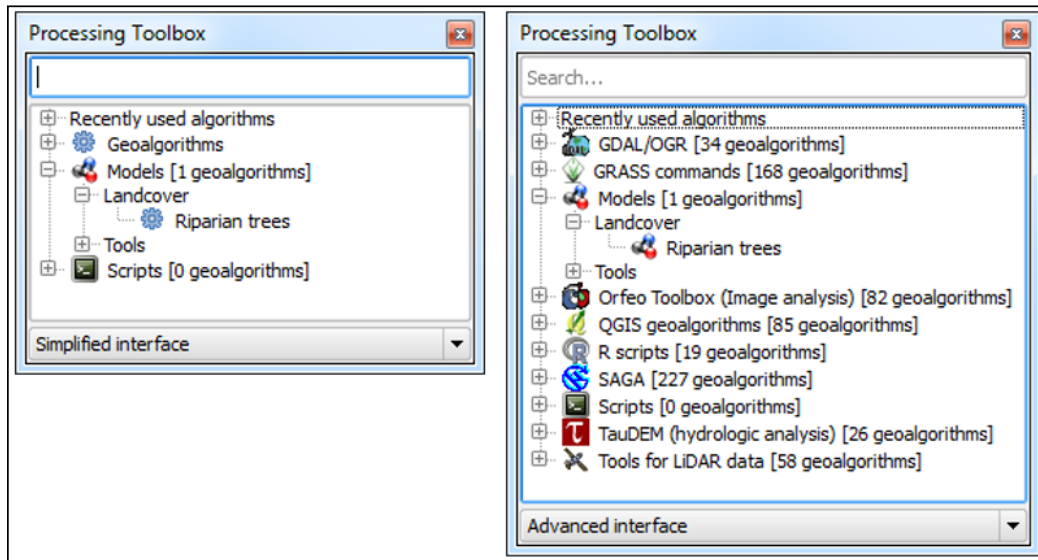 Processing Toolbox
Recently used algorithms
Geoalgorithms
Models [1 geoalgorithms]
Landcover
Riparian trees
Tools
Scripts [0 geoalgorithms]
Simplified interface
Processing Toolbox
Search...
Recently used algorithms
GDAL/OGR [34 geoalgorithms]
GRASS commands [168 geoalgorithms]
Models [1 geoalgorithms]
Landcover
Riparian trees
Tools
Orfeo Toolbox (Image analysis) [82 geoalgorithms]
QGIS geoalgorithms [85 geoalgorithms]
R scripts [19 geoalgorithms]
SAGA [227 geoalgorithms]
Scripts [0 geoalgorithms]
TauDEM (hydrologic analysis) [26 geoalgorithms]
Tools for LiDAR data [58 geoalgorithms]
Advanced interface